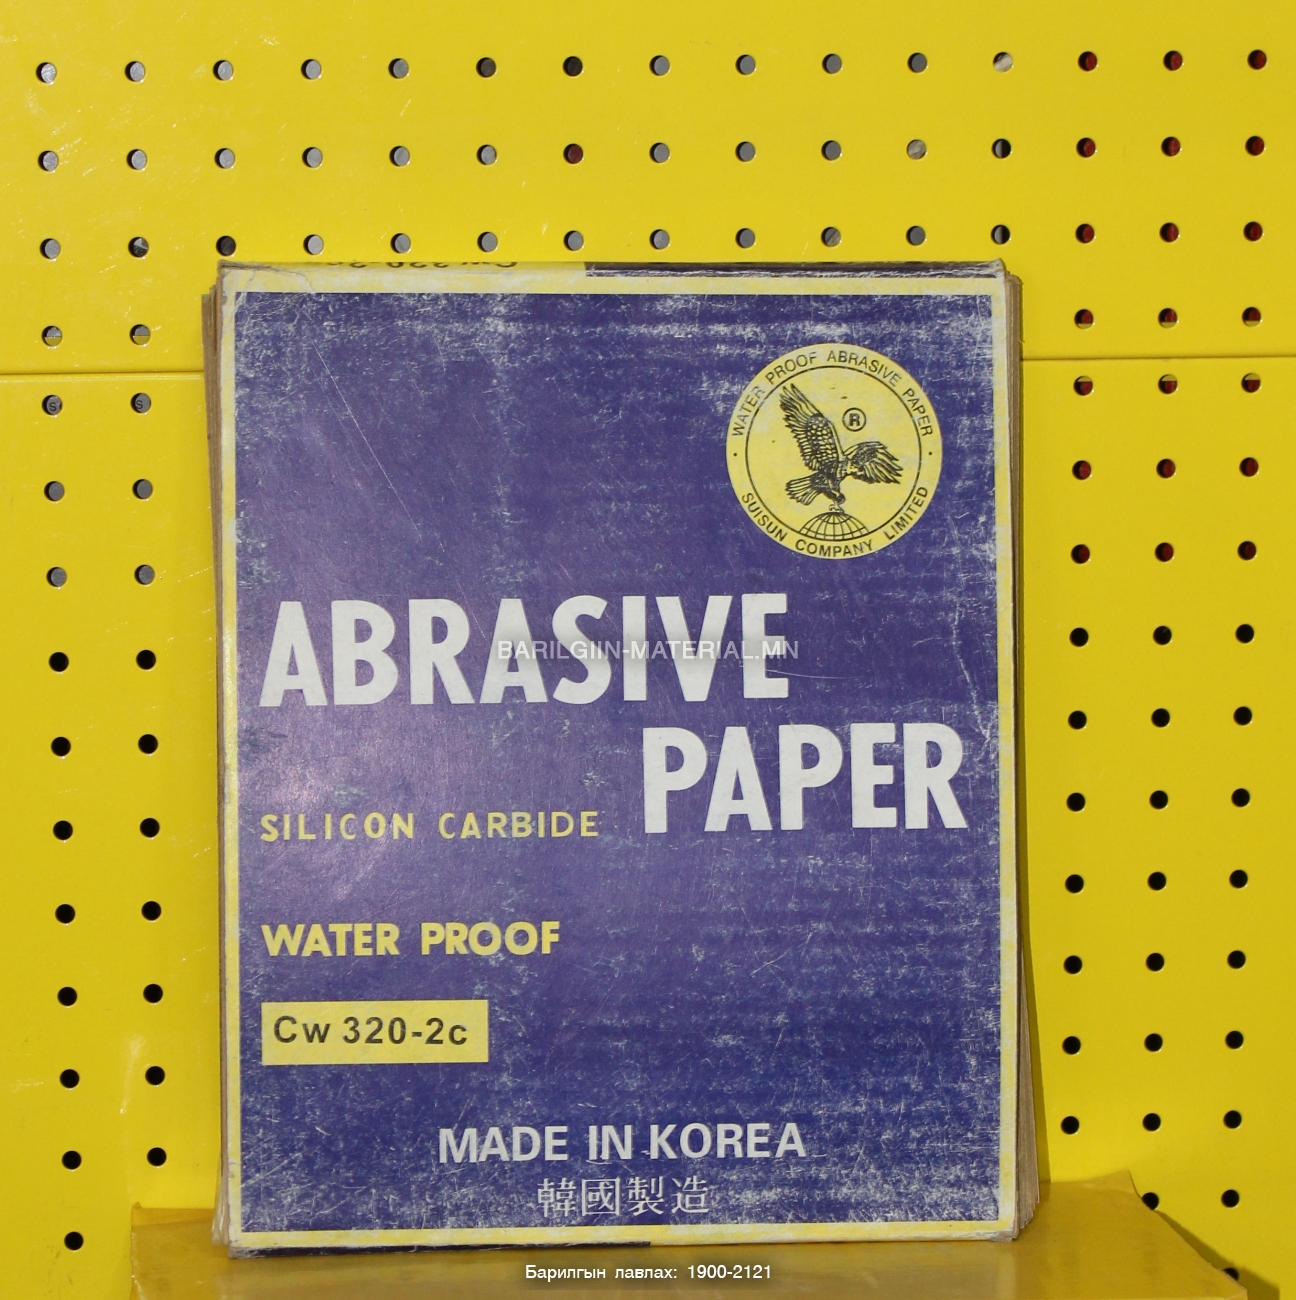 WATER PROOF ABRASIVE PAPER
®
SUISUN COMPANY LIMITED
ABRASIVE
BARILGIIN-MATERIAL.MN
PAPER
SILICON CARBIDE
WATER PROOF
Cw 320-2c
MADE IN KOREA
韓國製造
Барилгын лавлах: 1900-2121